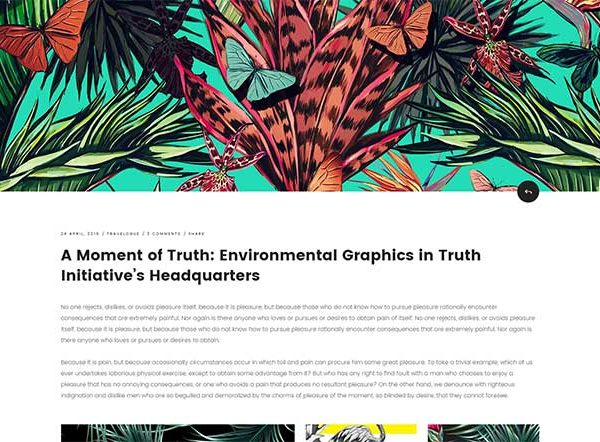 24 APRIL, 2016 / TRAVELOGUE / 3 COMMENTS / SHARE
A Moment of Truth: Environmental Graphics in Truth
Initiative's Headquarters
No one rejects, dislikes, or avoids pleasure itself, because it is pleasure, but because those who do not know how to pursue pleasure rationally encounter
consequences that are extremely painful. Nor again is there anyone who loves or pursues or desires to obtain pain of itself. No one rejects, dislikes, or avoids pleasure
itself, because it is pleasure, but because those who do not know how to pursue pleasure rationally encounter consequences that are extremely painful. Nor again is
there anyone who loves or pursues or desires to obtain.
Because it is pain, but because occasionally circumstances occur in which toil and pain can procure him some great pleasure. To take a trivial example, which of us
ever undertakes laborious physical exercise, except to obtain some advantage from it? But who has any right to find fault with a man who chooses to enjoy a
pleasure that has no annoying consequences, or one who avoids a pain that produces no resultant pleasure? On the other hand, we denounce with righteous
indignation and dislike men who are so beguiled and demoralized by the charms of pleasure of the moment, so blinded by desire, that they cannot foresee.